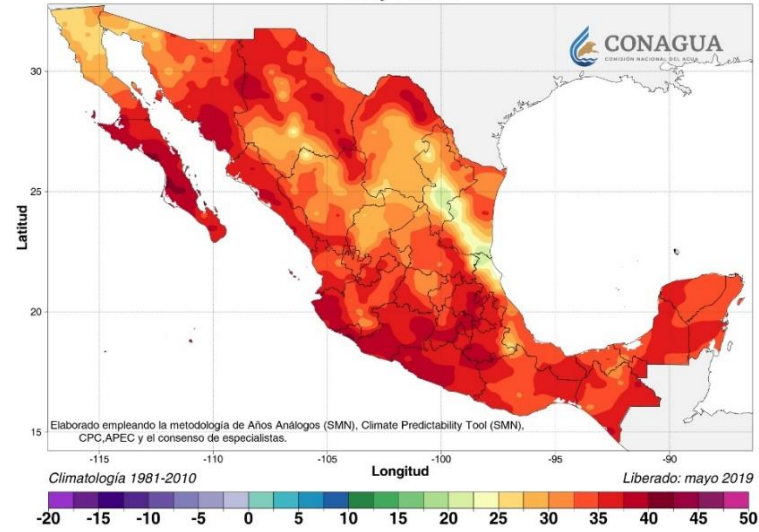 CONAGUA
COMISIÓN NACIONAL DEL AGUA
30
25
20
15
Latitud
Elaborado empleando la metodología de Años Análogos (SMN), Climate Predictability Tool (SMN),
CPC,APEC y el consenso de especialistas.
-115 -110 -105 -100 -95 -90
Climatología 1981-2010 Longitud Liberado: mayo 2019
-20 -15 -10 -5 0 5 10 15 20 25 30 35 40 45 50